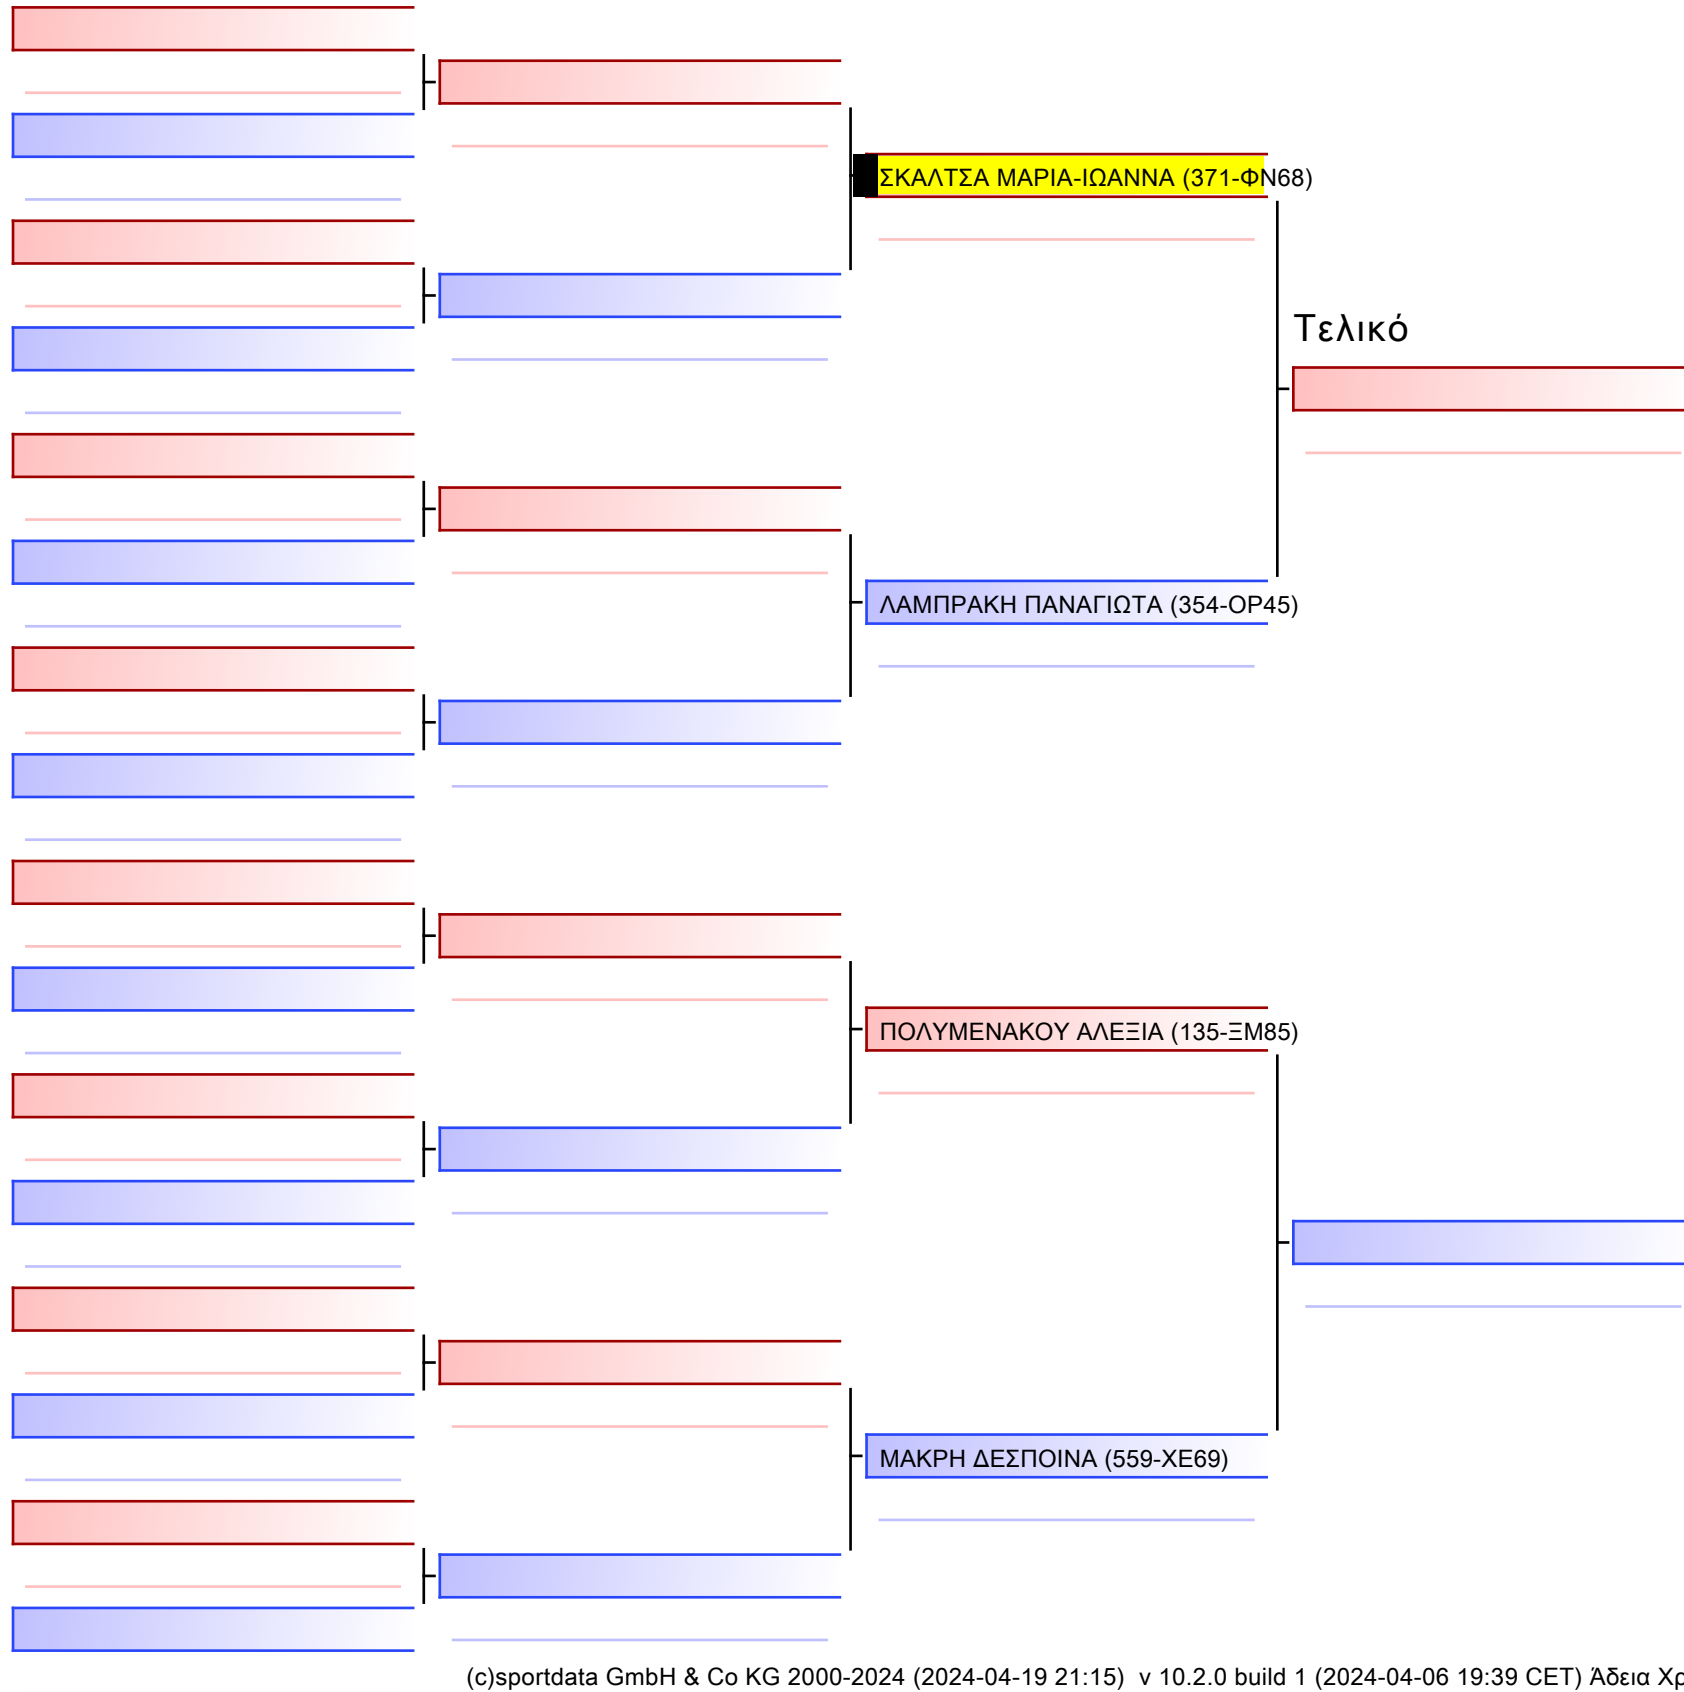 ΣΚΑΛΤΣΑ ΜΑΡΙΑ-ΙΩΑΝΝΑ (371-ΦΝ68)
Τελικό
ΛΑΜΠΡΑΚΗ ΠΑΝΑΓΙΩΤΑ (354-ΟΡ45)
ΠΟΛΥΜΕΝΑΚΟΥ ΑΛΕΞΙΑ (135-ΞΜ85)
ΜΑΚΡΗ ΔΕΣΠΟΙΝΑ (559-ΧΕ69)
(c)sportdata GmbH & Co KG 2000-2024 (2024-04-19 21:15) v 10.2.0 build 1 (2024-04-06 19:39 CET) Άδεια